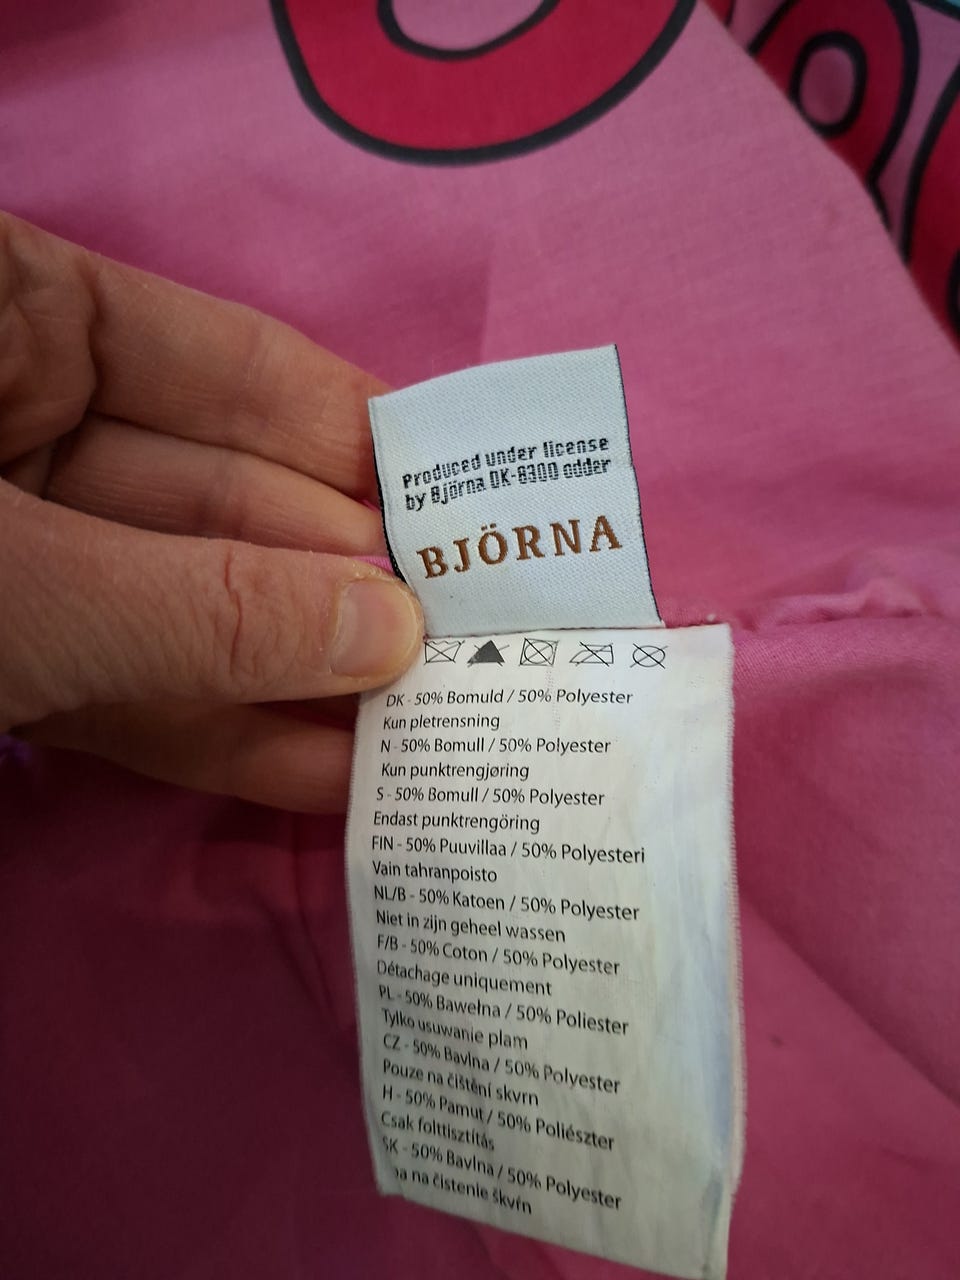 Produced under license
by Björna DK-8300 odder
BJÖRNA
DK - 50% Bomuld / 50% Polyester
Kun pletrensning
N - 50% Bomull / 50% Polyester
Kun punktrengjøring
S - 50% Bomull / 50% Polyester
Endast punktrengöring
FIN - 50% Puuvillaa / 50% Polyesteri
Vain tahranpoisto
NL/B - 50% Katoen / 50% Polyester
Niet in zijn geheel wassen
F/B - 50% Coton / 50% Polyester
Détachage uniquement
PL - 50% Bawełna / 50% Poliester
Tylko usuwanie plam
CZ - 50% Bavlna / 50% Polyester
Pouze na čištění skvrn
H - 50% Pamut / 50% Poliészter
Csak folttisztítás
SK - 50% Bavlna / 50% Polyester
na čistenie škvŕn